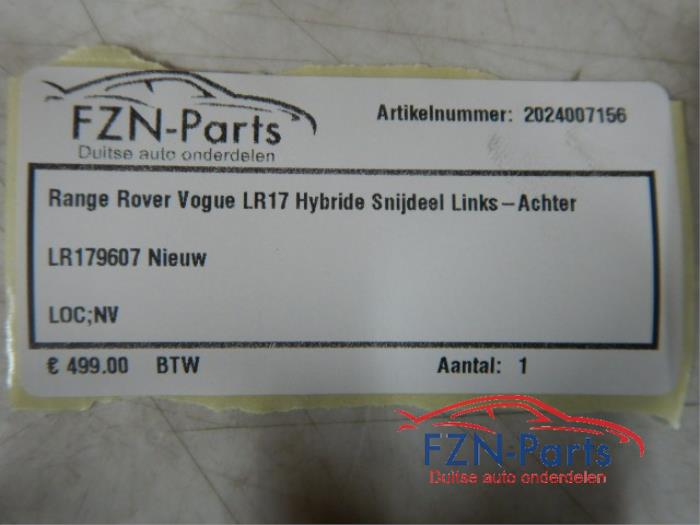 FZN-Parts
Duitse auto onderdelen
Artikelnummer: 2024007156
Range Rover Vogue LR17 Hybride Snijdeel Links-Achter
LR179607 Nieuw
LOC;NV
€ 499.00 BTW Aantal: 1
FZN-Parts
Duitse auto onderdelen